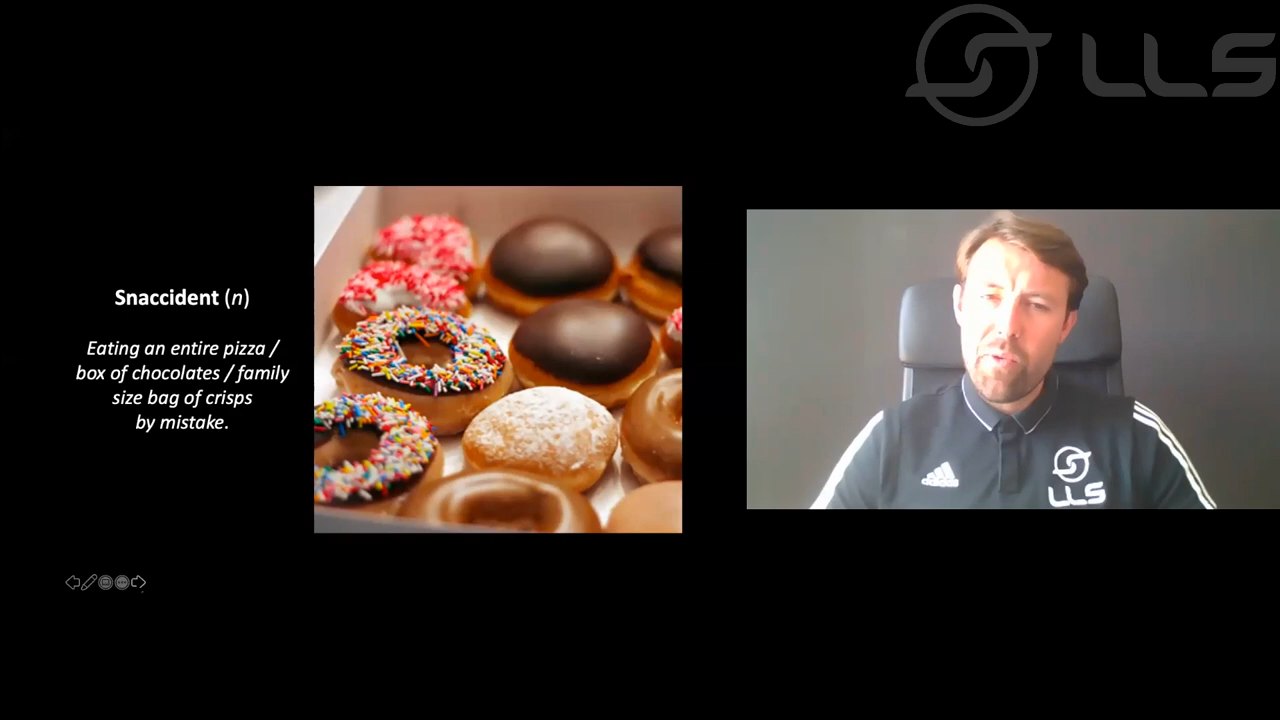 LLS
Snaccident (n)
Eating an entire pizza /
box of chocolates / family
size bag of crisps
by mistake.
adidas
LLS